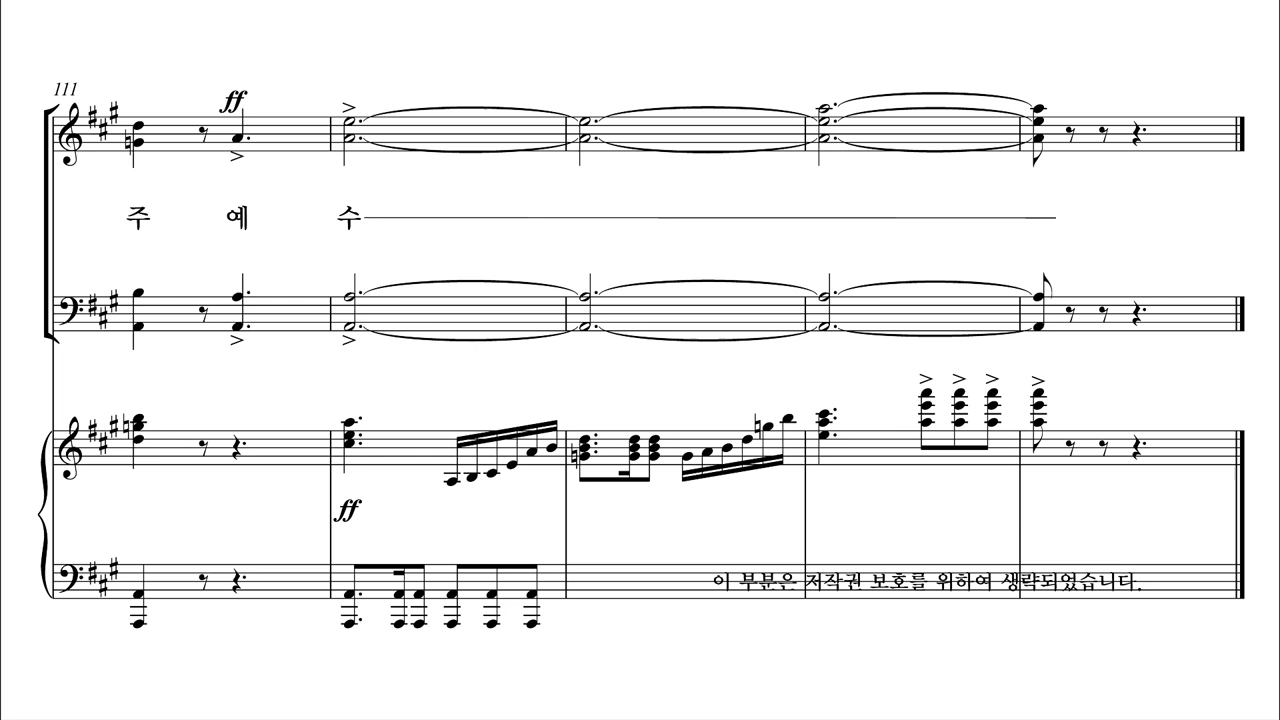 111
ff
주 예 수
ff
이 부분은 저작권 보호를 위하여 생략되었습니다.